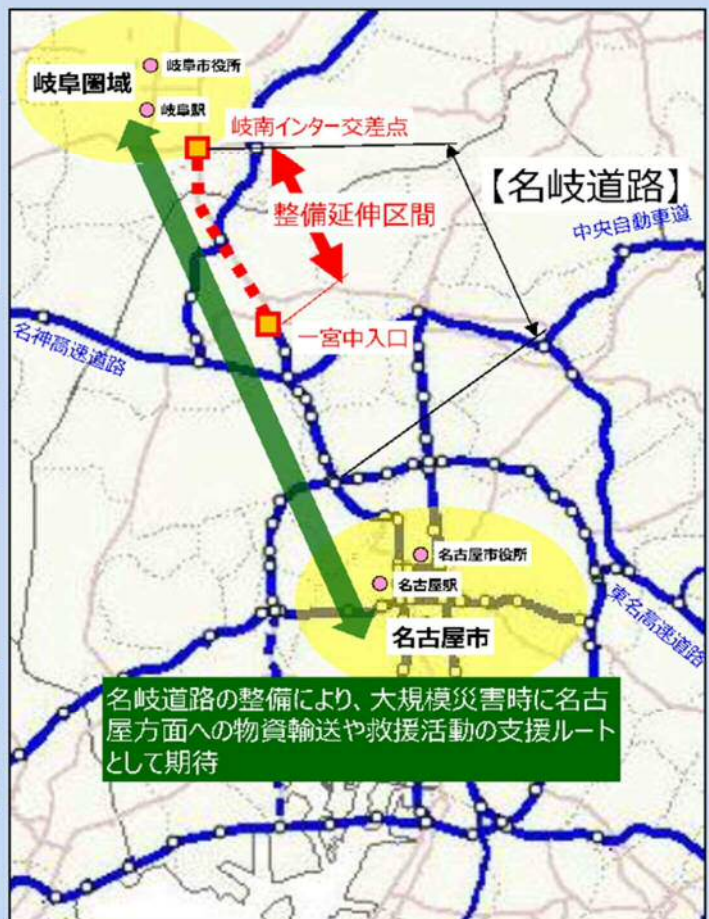 岐阜市役所
岐阜圏域
岐阜駅
岐南インター交差点
【名岐道路】
整備延伸区間
中央自動車道
名神高速道路
一宮中入口
名古屋市役所
名古屋駅
東名高速道路
名古屋市
名岐道路の整備により、大規模災害時に名古
屋方面への物資輸送や救援活動の支援ルート
として期待